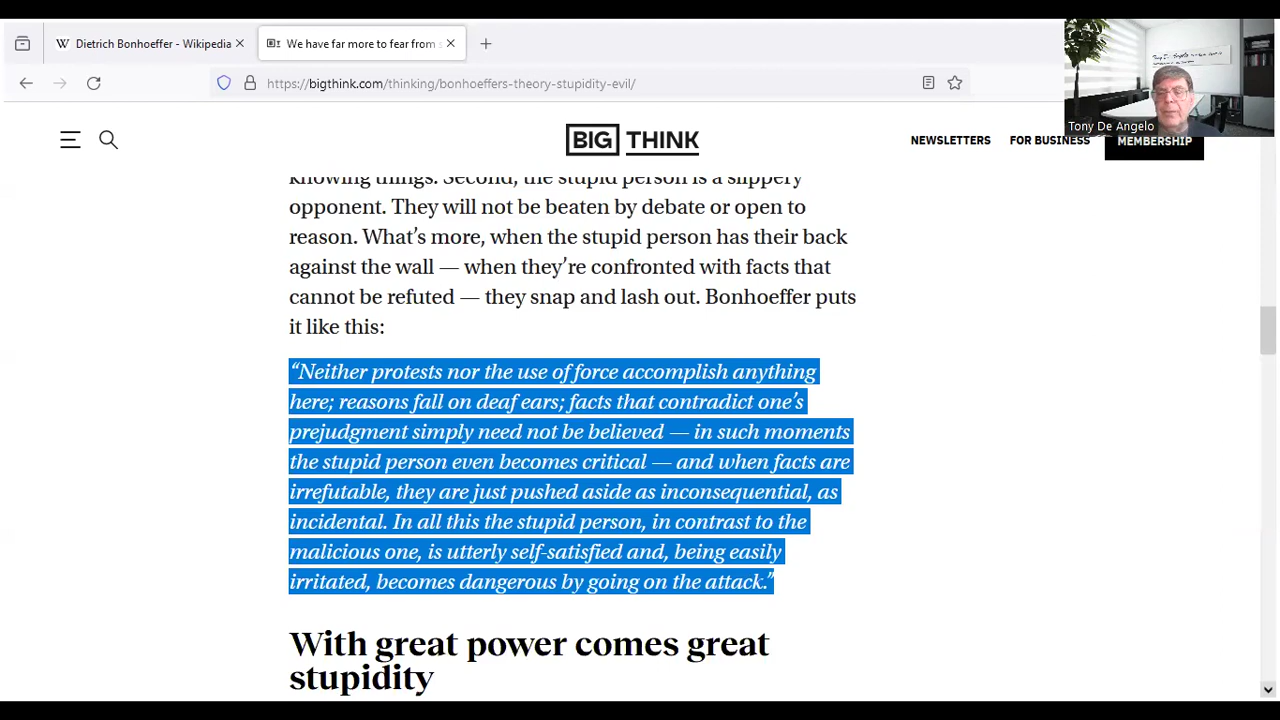 Dietrich Bonhoeffer - Wikipedia
We have far more to fear from
https://bigthink.com/thinking/bonhoeffers-theory-stupidity-evil/
Tony De Angelo
BIG THINK
NEWSLETTERS
FOR BUSINESS
MEMBERSHIP
knowing things. Second, the stupid person is a slippery
opponent. They will not be beaten by debate or open to
reason. What’s more, when the stupid person has their back
against the wall — when they’re confronted with facts that
cannot be refuted — they snap and lash out. Bonhoeffer puts
it like this:
“Neither protests nor the use of force accomplish anything
here; reasons fall on deaf ears; facts that contradict one’s
prejudgment simply need not be believed — in such moments
the stupid person even becomes critical — and when facts are
irrefutable, they are just pushed aside as inconsequential, as
incidental. In all this the stupid person, in contrast to the
malicious one, is utterly self-satisfied and, being easily
irritated, becomes dangerous by going on the attack.”
With great power comes great
stupidity